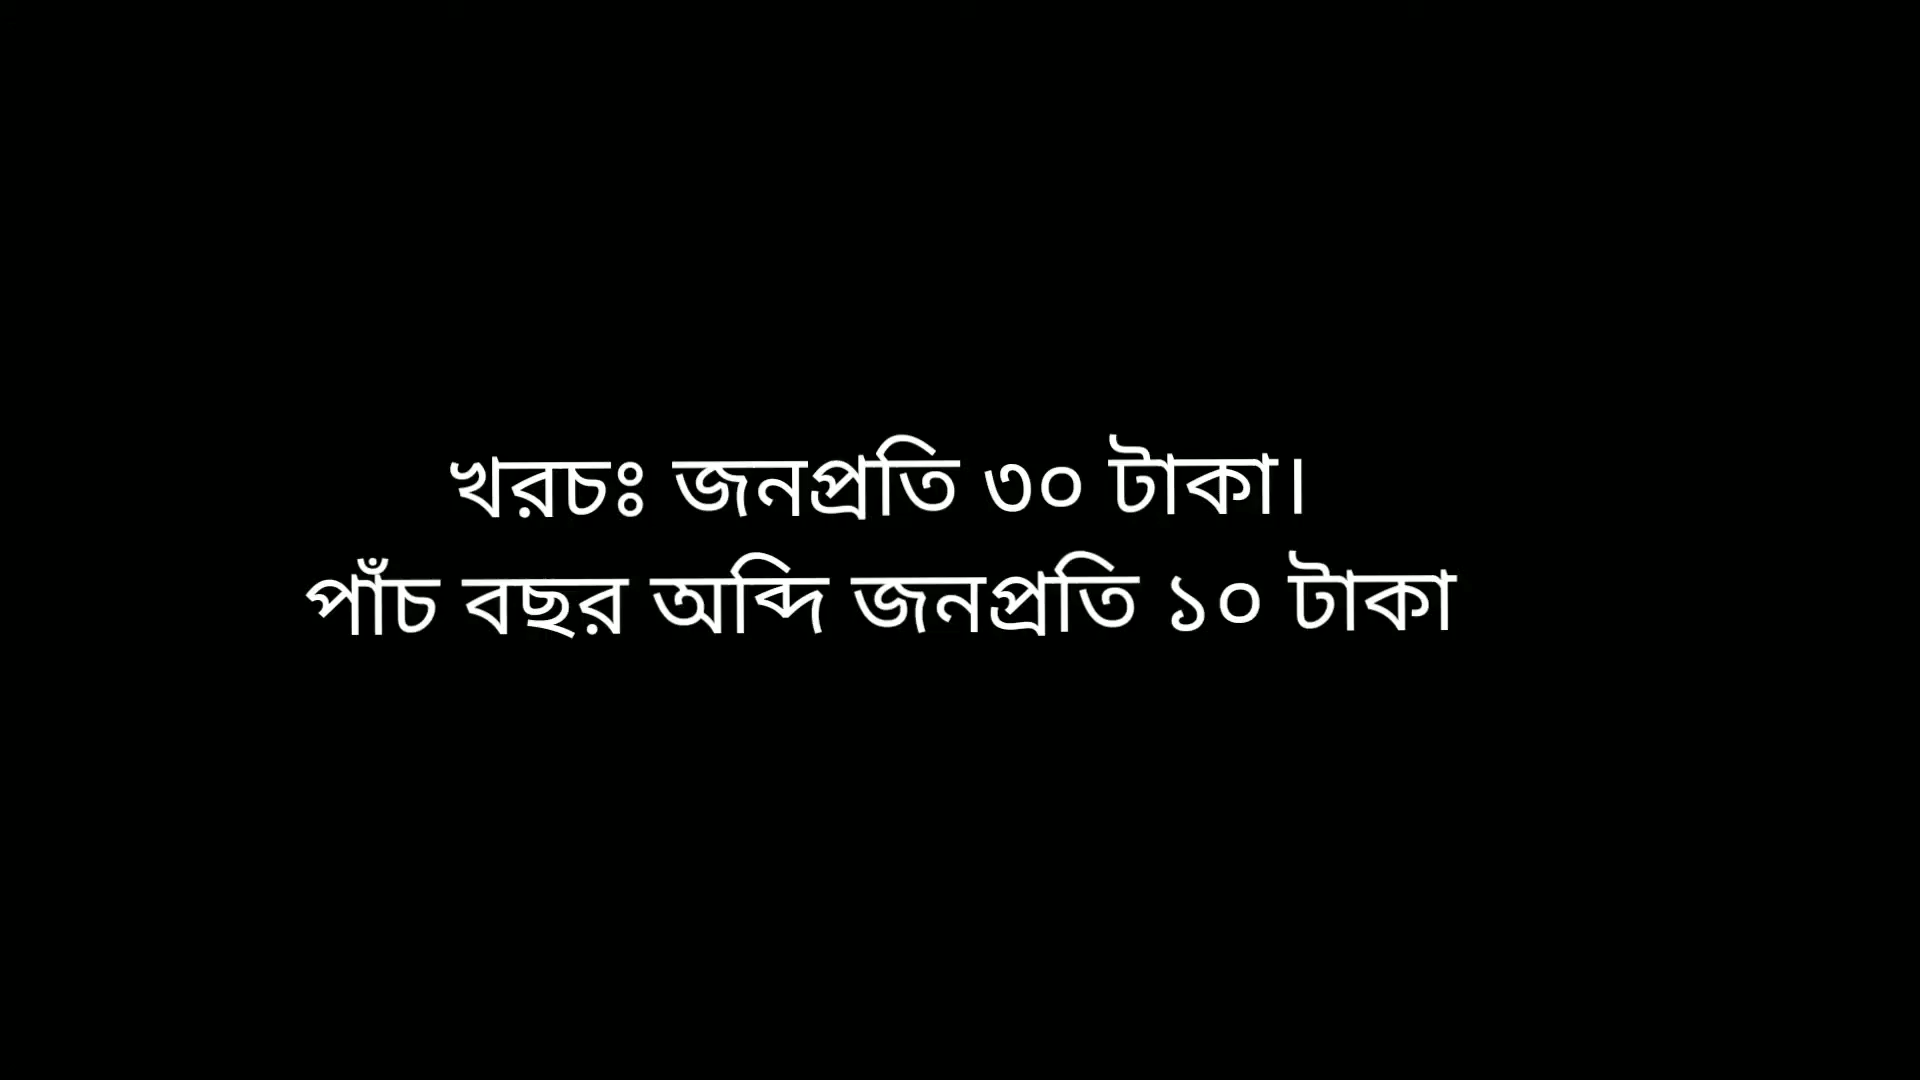 খরচঃ জনপ্রতি ৩০ টাকা।
পাঁচ বছর অব্দি জনপ্রতি ১০ টাকা